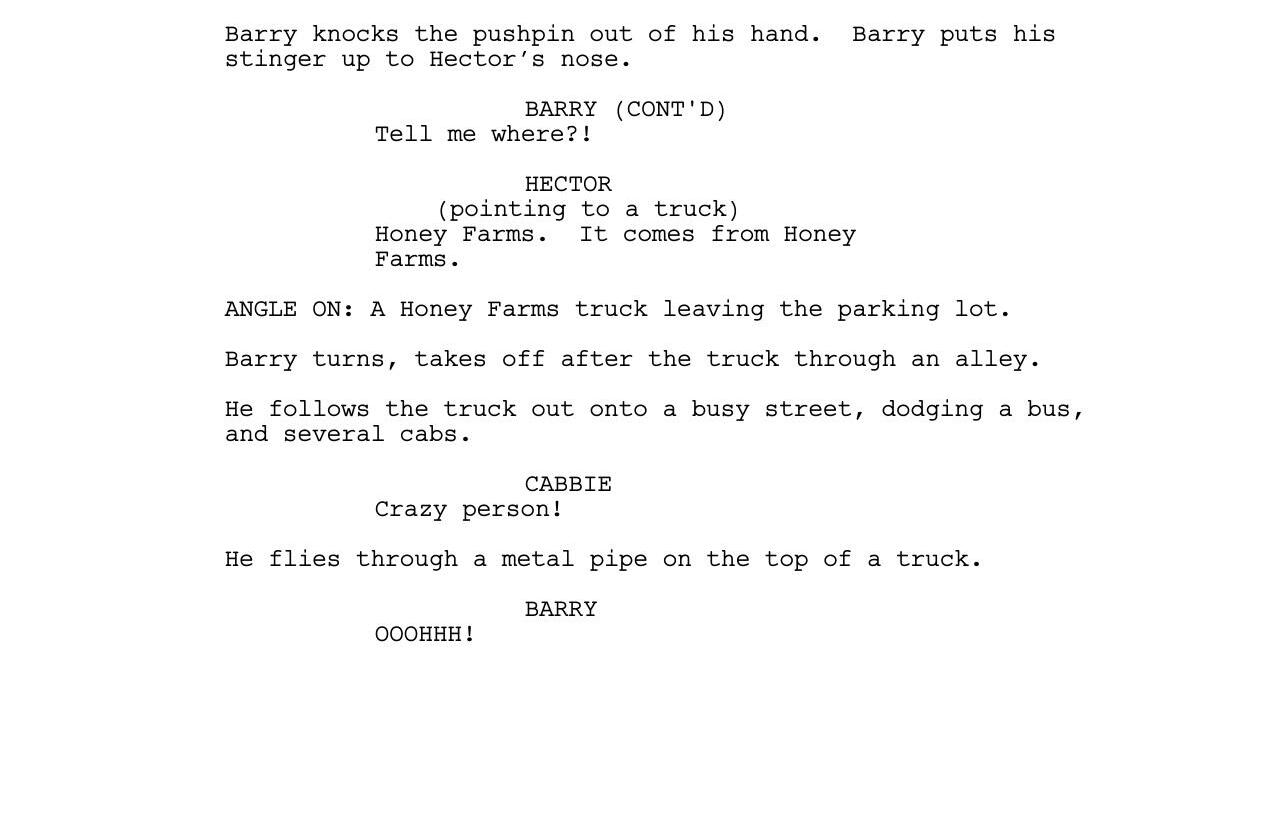 Barry knocks the pushpin out of his hand.  Barry puts his
stinger up to Hector’s nose.
BARRY (CONT'D)
Tell me where?!
HECTOR
(pointing to a truck)
Honey Farms.  It comes from Honey
Farms.
ANGLE ON: A Honey Farms truck leaving the parking lot.
Barry turns, takes off after the truck through an alley.
He follows the truck out onto a busy street, dodging a bus,
and several cabs.
CABBIE
Crazy person!
He flies through a metal pipe on the top of a truck.
BARRY
OOOHHH!